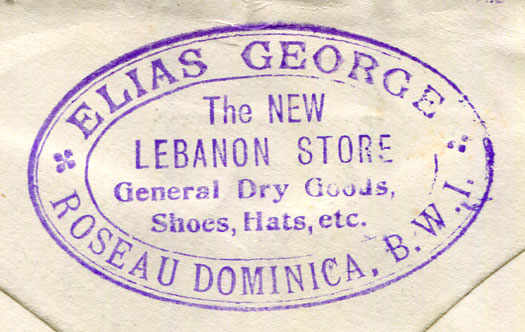 ELIAS GEORGE
The NEW
LEBANON STORE
General Dry Goods,
Shoes, Hats, etc.
ROSEAU DOMINICA, B.W.I.